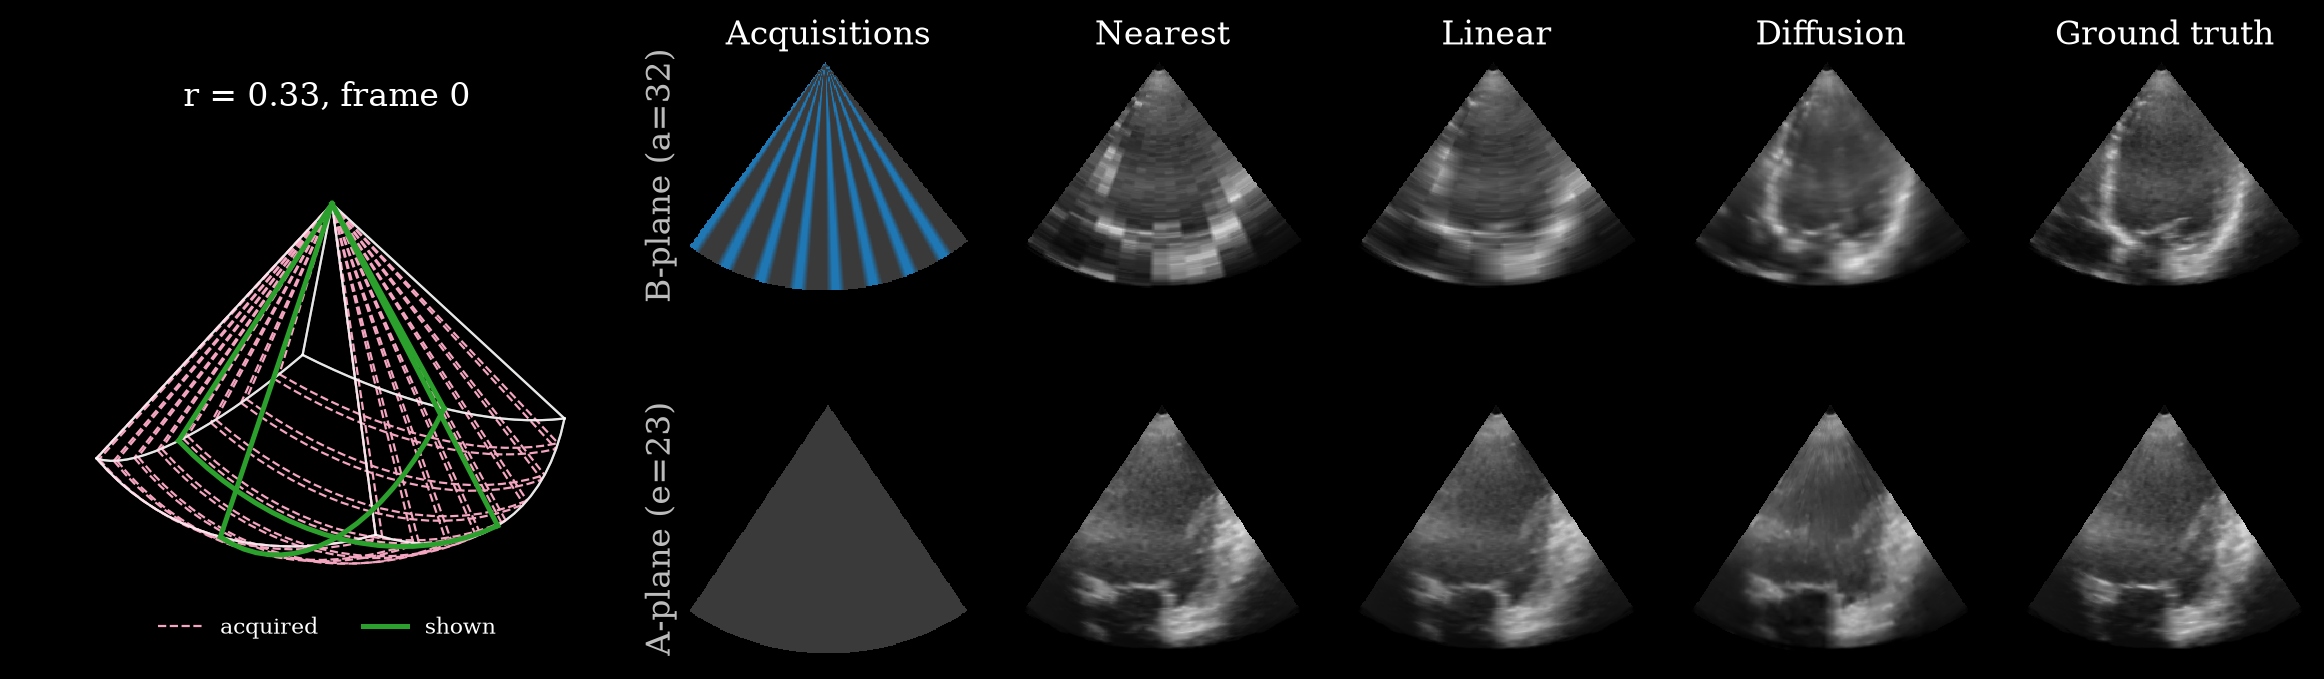 r = 0.33, frame 0
acquired
shown
Acquisitions
Nearest
Linear
Diffusion
Ground truth
B-plane (a=32)
A-plane (e=23)